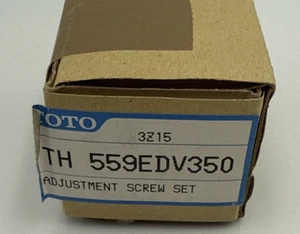 TOTO
3Z15
TH 559EDV350
ADJUSTMENT SCREW SET